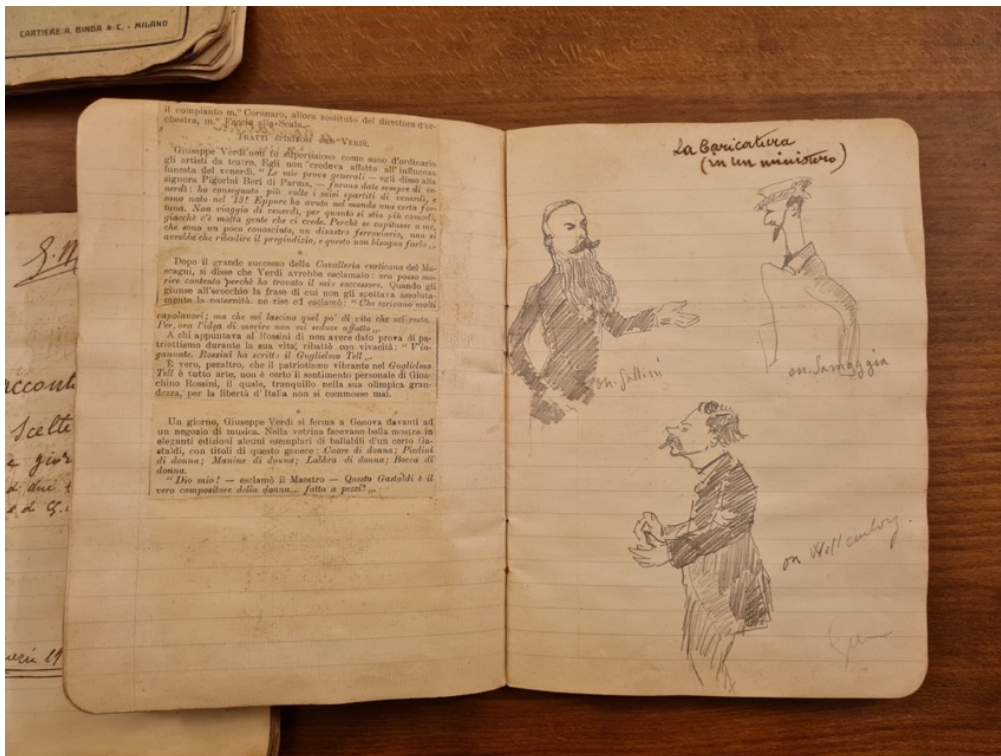 CARTIERE A. BINDA & C. - MILANO
il compianto m.° Coronaro, allora sostituto del direttore d'or-
chestra, m.° Faccio alla Scala.
TRATTI VERDI.
Giuseppe Verdi non fu superstizioso come sono d'ordinario
gli artisti da teatro. Egli non credeva affatto all'influenza
funesta del venerdì. "Le mie prove generali — egli disse alla
signora Pigorini Beri di Parma, — furono date sempre di ve-
nerdì: ho consegnato più volte i miei spartiti di venerdì, e
sono nato nel '13! Eppure ho avuto nel mondo una certa for-
tuna. Non viaggio di venerdì, per quanto si stia più comodi,
giacchè c'è molta gente che ci crede. Perchè se capitasse a me,
che sono un poco conosciuto, un disastro ferroviario, non si
avrebbe che ribadire il pregiudizio, e questo non bisogna farlo„.
*
Dopo il grande successo della Cavalleria rusticana del Ma-
scagni, si disse che Verdi avrebbe esclamato: ora posso mo-
rire contento perchè ho trovato il mio successore. Quando gli
giunse all'orecchio la frase di cui non gli spettava assoluta-
mente la paternità, ne rise ed esclamò: "Che scrivano molti
capolavori; ma che mi lascino quel po' di vita che mi resta.
Per ora l'idea di morire non mi seduce affatto„.
A chi appuntava al Rossini di non avere dato prova di pa-
triottismo durante la sua vita, ribattè con vivacità: "V'in-
gannate. Rossini ha scritto il Guglielmo Tell„.
È vero, peraltro, che il patriottismo vibrante nel Guglielmo
Tell è tutto arte, non è certo il sentimento personale di Gioa-
chino Rossini, il quale, tranquillo nella sua olimpica gran-
dezza, per la libertà d'Italia non si commosse mai.
*
Un giorno, Giuseppe Verdi si ferma a Genova davanti ad
un negozio di musica. Nella vetrina facevano bella mostra in
eleganti edizioni alcuni esemplari di ballabili d'un certo Ga-
staldi, con titoli di questo genere: Cuore di donna; Piedini
di donna; Manine di donna; Labbra di donna; Bocca di
donna.
"Dio mio! — esclamò il Maestro — Questo Gastaldi è il
vero compositore della donna... fatta a pezzi!„.
La Caricatura
(in un ministero)
on. Gallini
on. Samoggia
on Wollemborg.
Scelte